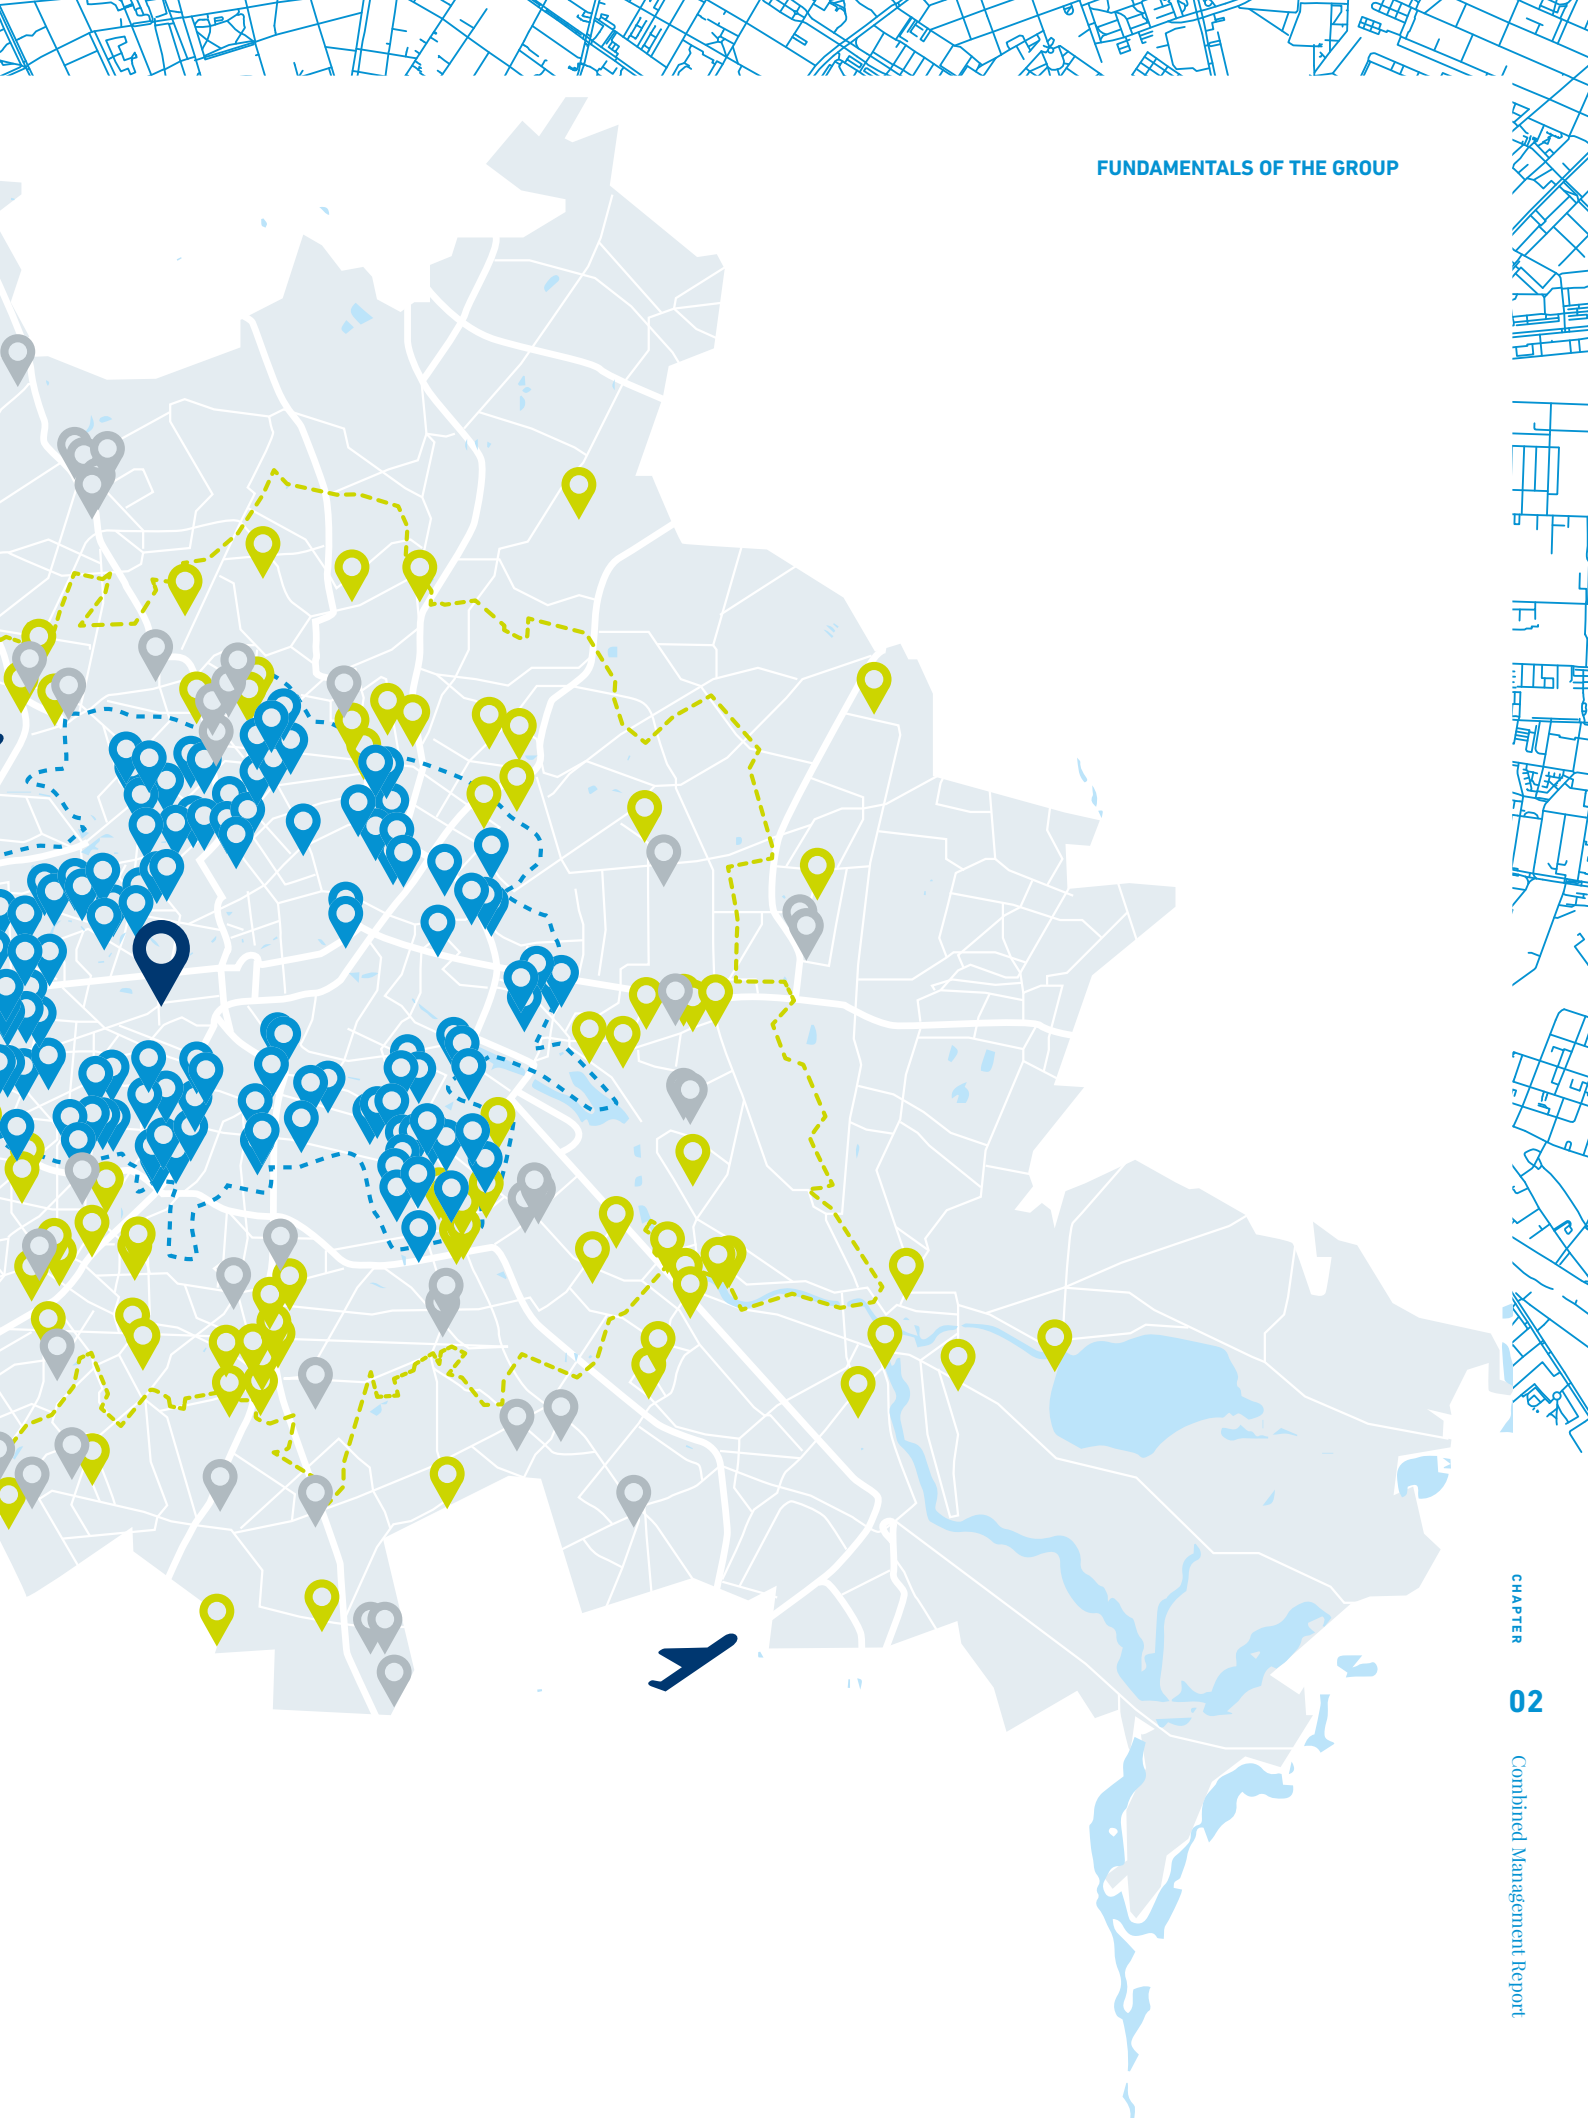 FUNDAMENTALS OF THE GROUP
CHAPTER
02
Combined Management Report